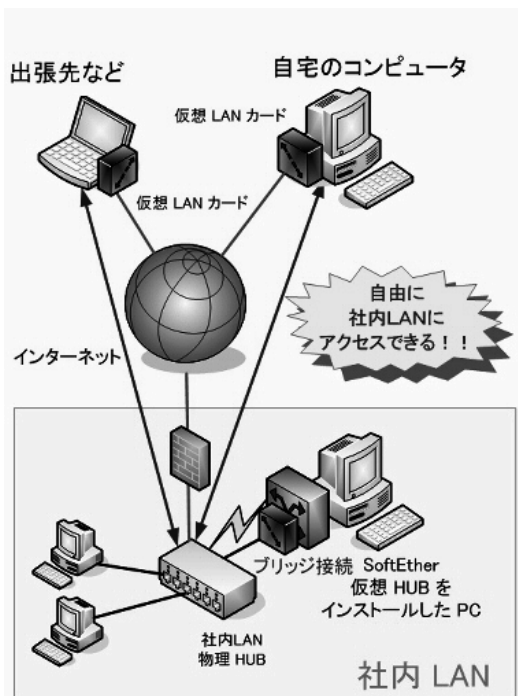 出張先など
自宅のコンピュータ
仮想 LAN カード
仮想 LAN カード
自由に
社内LANに
アクセスできる！！
インターネット
ブリッジ接続 SoftEther
仮想 HUB を
インストールした PC
社内LAN
物理 HUB
社内 LAN